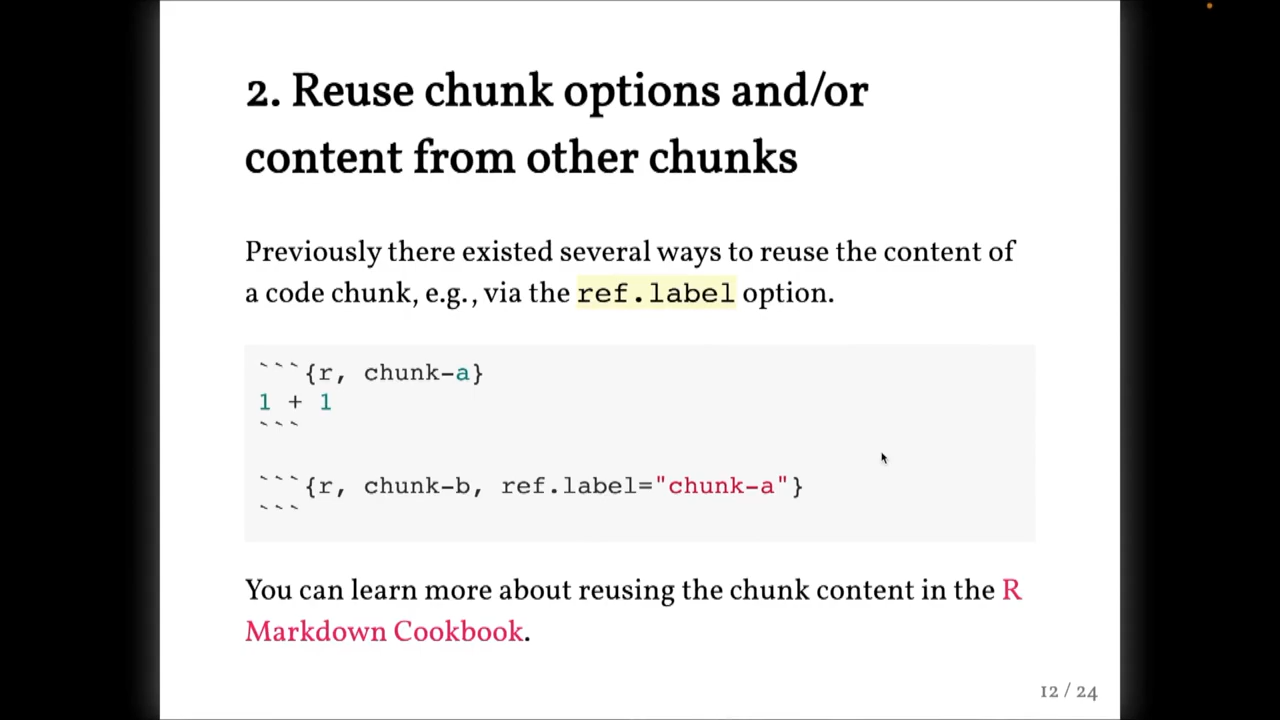 2. Reuse chunk options and/or
content from other chunks
Previously there existed several ways to reuse the content of
a code chunk, e.g., via the ref.label option.
```{r, chunk-a}
1 + 1
```
```{r, chunk-b, ref.label="chunk-a"}
```
You can learn more about reusing the chunk content in the R
Markdown Cookbook.
12 / 24